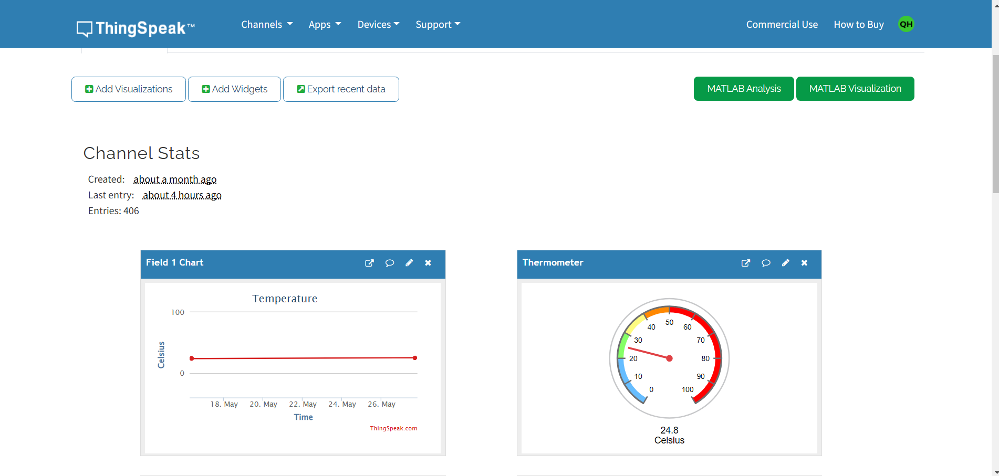 ThingSpeak™
Channels Apps Devices Support Commercial Use How to Buy QH
Add Visualizations Add Widgets Export recent data MATLAB Analysis MATLAB Visualization
Channel Stats
Created: about a month ago
Last entry: about 4 hours ago
Entries: 406
Field 1 Chart
Temperature
100
Celsius
0
18. May 20. May 22. May 24. May 26. May
Time
ThingSpeak.com
Thermometer
0 10 20 30 40 50 60 70 80 90 100
24.8
Celsius